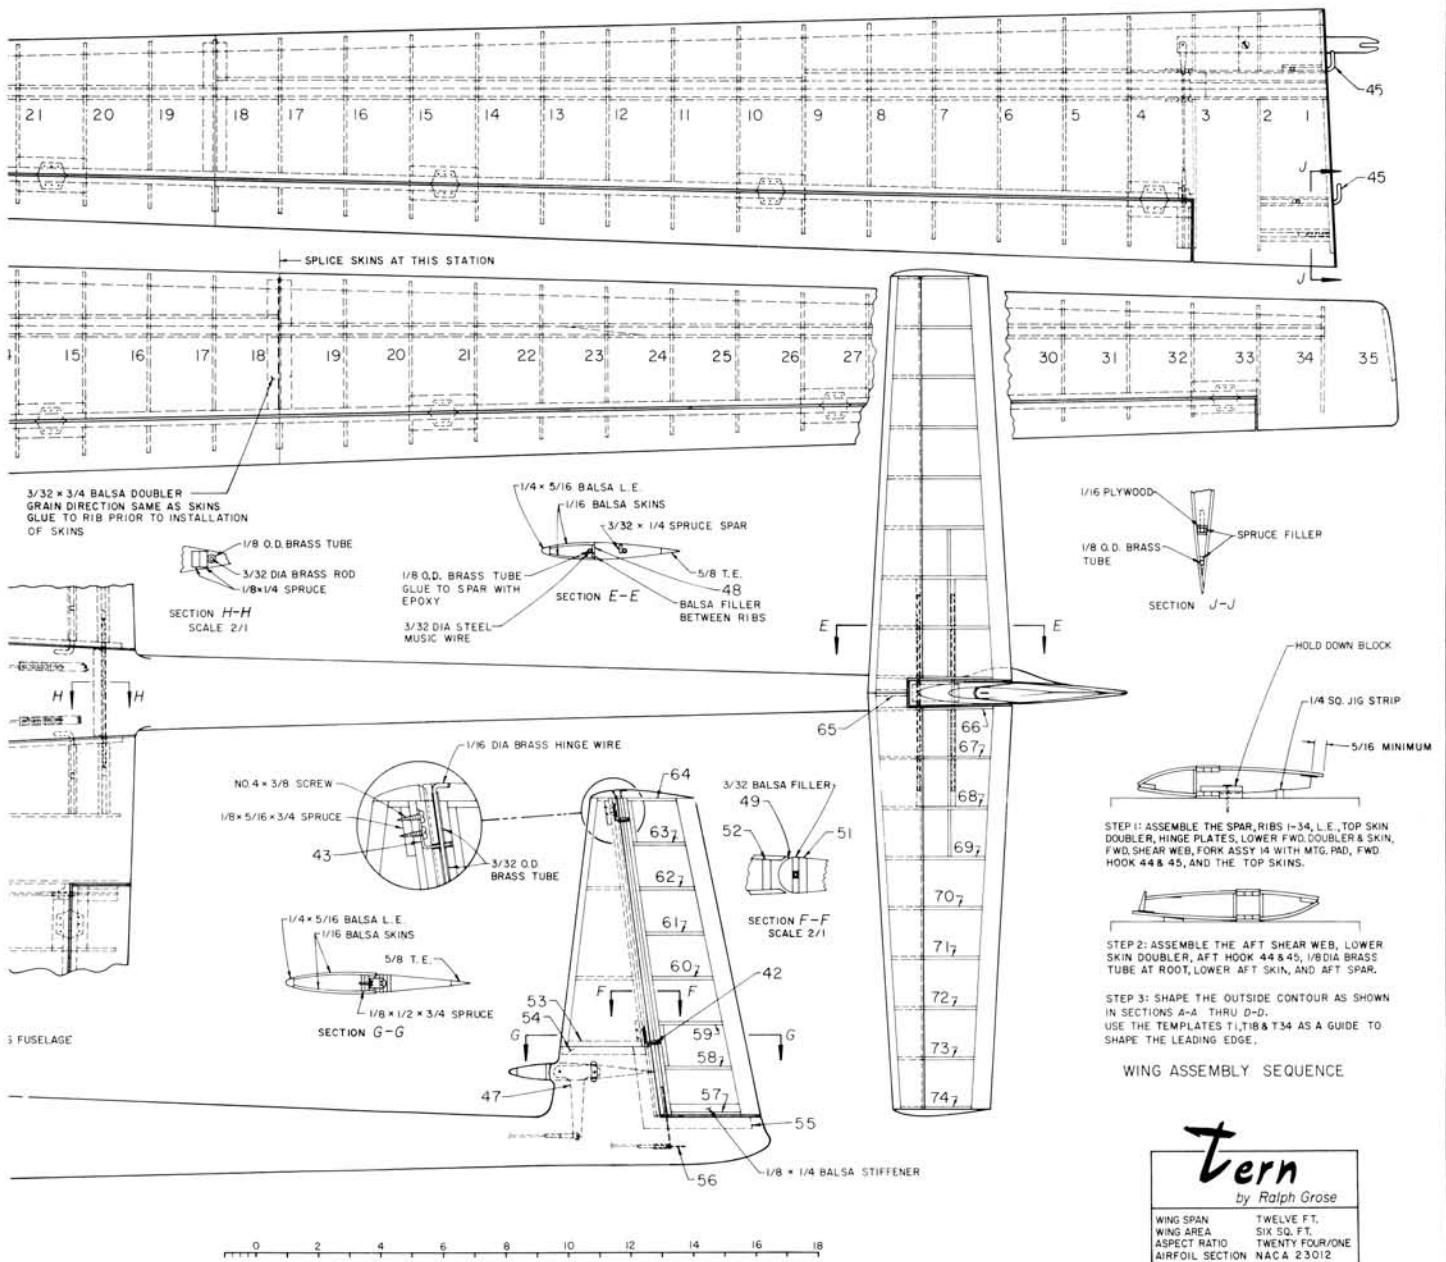 45
21 20 19 18 17 16 15 14 13 12 11 10 9 8 7 6 5 4 3 2 1
J
45
SPLICE SKINS AT THIS STATION
J
15 16 17 18 19 20 21 22 23 24 25 26 27 30 31 32 33 34 35
3/32 × 3/4 BALSA DOUBLER
GRAIN DIRECTION SAME AS SKINS
GLUE TO RIB PRIOR TO INSTALLATION
OF SKINS
1/8 O.D. BRASS TUBE
3/32 DIA BRASS ROD
1/8×1/4 SPRUCE
SECTION H-H
SCALE 2/1
1/4 × 5/16 BALSA L.E.
1/16 BALSA SKINS
3/32 × 1/4 SPRUCE SPAR
5/8 T.E.
1/8 O.D. BRASS TUBE
GLUE TO SPAR WITH
EPOXY
48
SECTION E-E
BALSA FILLER
BETWEEN RIBS
3/32 DIA STEEL
MUSIC WIRE
1/16 PLYWOOD
SPRUCE FILLER
1/8 O.D. BRASS
TUBE
SECTION J-J
E E
H H
65
66
67
68
69
70
71
72
73
74
HOLD DOWN BLOCK
1/4 SQ. JIG STRIP
5/16 MINIMUM
STEP 1: ASSEMBLE THE SPAR, RIBS 1-34, L.E., TOP SKIN
DOUBLER, HINGE PLATES, LOWER FWD. DOUBLER & SKIN,
FWD. SHEAR WEB, FORK ASSY 14 WITH MTG. PAD, FWD.
HOOK 44 & 45, AND THE TOP SKINS.
STEP 2: ASSEMBLE THE AFT SHEAR WEB, LOWER
SKIN DOUBLER, AFT HOOK 44 & 45, 1/8 DIA BRASS
TUBE AT ROOT, LOWER AFT SKIN, AND AFT SPAR.
STEP 3: SHAPE THE OUTSIDE CONTOUR AS SHOWN
IN SECTIONS A-A THRU D-D.
USE THE TEMPLATES T1, T18 & T34 AS A GUIDE TO
SHAPE THE LEADING EDGE.
WING ASSEMBLY SEQUENCE
1/16 DIA BRASS HINGE WIRE
NO. 4 × 3/8 SCREW
1/8 × 5/16 × 3/4 SPRUCE
43
3/32 O.D.
BRASS TUBE
64
63
62
61
60
59
58
57
3/32 BALSA FILLER
49
52
51
SECTION F-F
SCALE 2/1
1/4 × 5/16 BALSA L.E.
1/16 BALSA SKINS
5/8 T.E.
1/8 × 1/2 × 3/4 SPRUCE
SECTION G-G
42
F F
53
54
G G
47
55
56
1/8 × 1/4 BALSA STIFFENER
FUSELAGE
0 2 4 6 8 10 12 14 16 18
Tern
by Ralph Grose
WING SPAN TWELVE FT.
WING AREA SIX SQ. FT.
ASPECT RATIO TWENTY FOUR/ONE
AIRFOIL SECTION NACA 23012